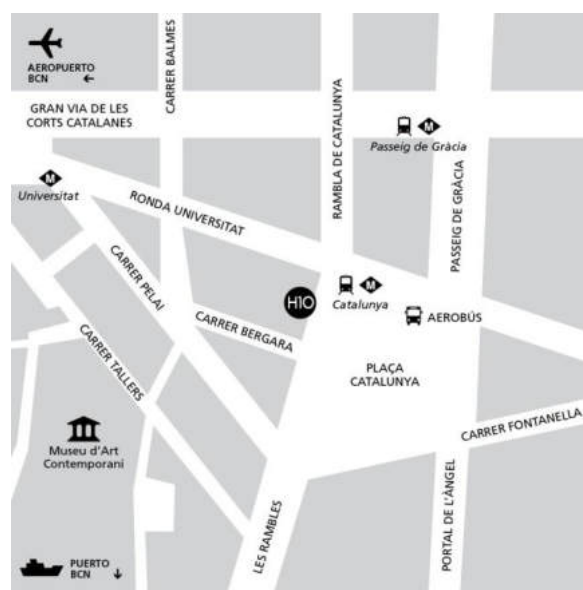 AEROPUERTO
BCN ←
CARRER BALMES
GRAN VIA DE LES
CORTS CATALANES
RAMBLA DE CATALUNYA
M
Passeig de Gràcia
PASSEIG DE GRÀCIA
M
Universitat
RONDA UNIVERSITAT
CARRER PELAI
H10
M
Catalunya
AEROBÚS
CARRER BERGARA
CARRER TALLERS
PLAÇA
CATALUNYA
CARRER FONTANELLA
Museu d'Art
Contemporani
LES RAMBLES
PORTAL DE L'ÀNGEL
PUERTO
BCN ↓